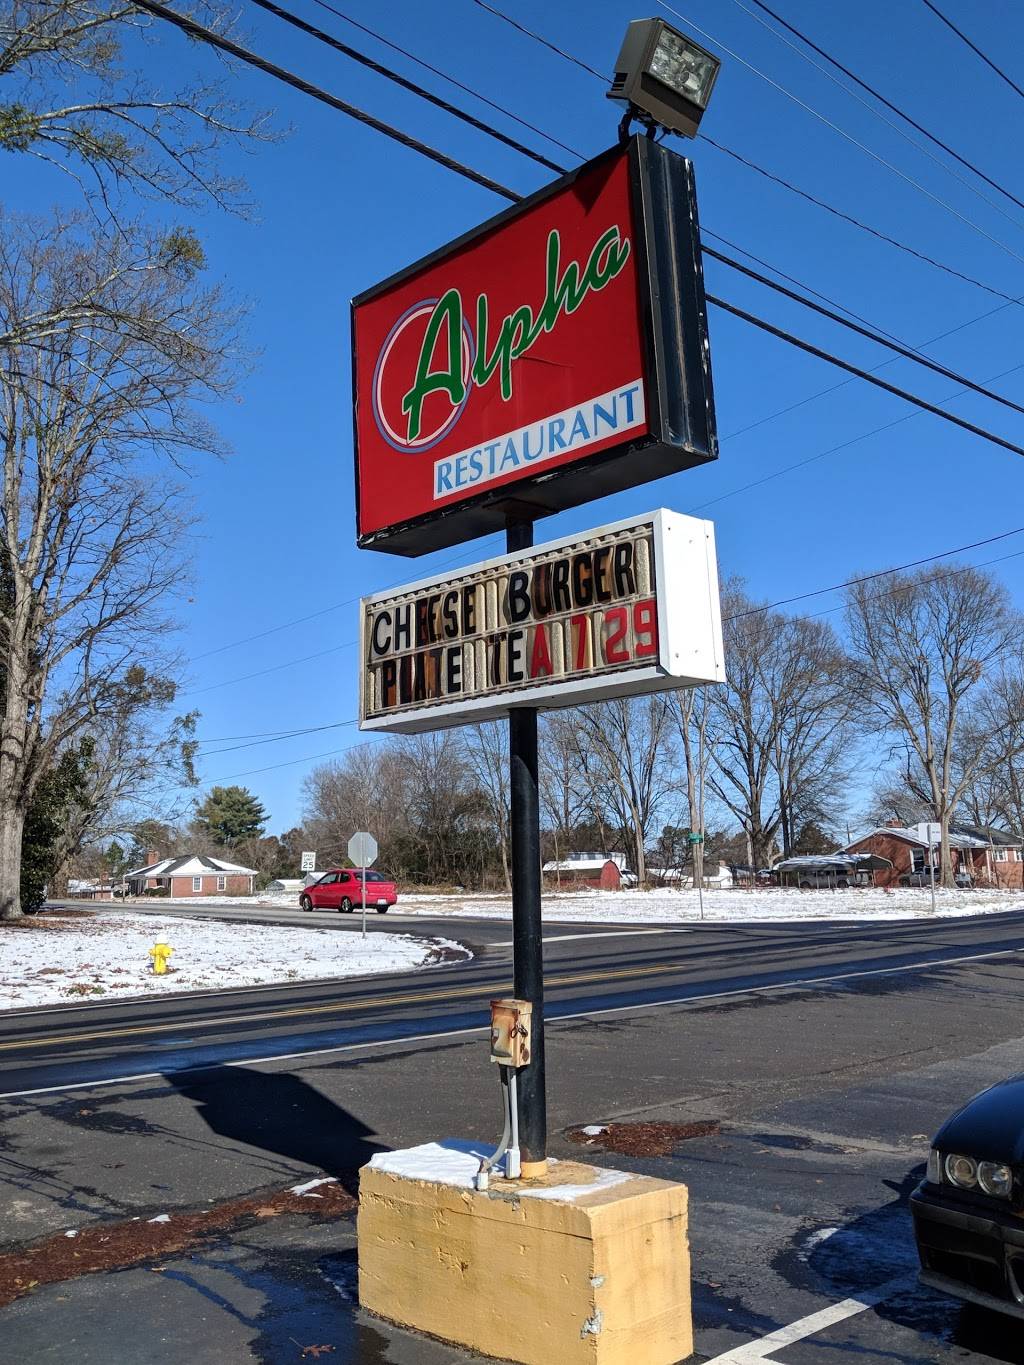 Alpha
RESTAURANT
CHEESE BURGER
PLATE TEA 7 29
25